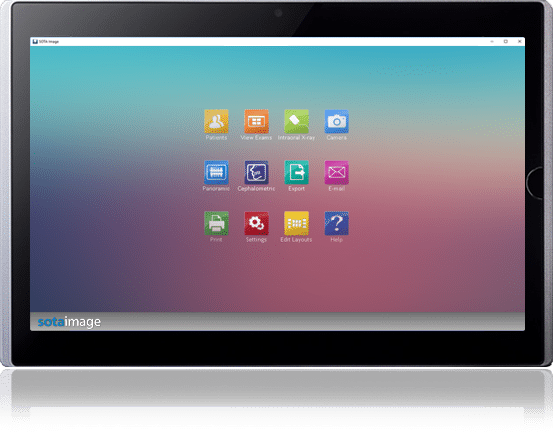 SOTA Image
Patients View Exams Intraoral X-ray Camera
Panoramic Cephalometric Export E-mail
Print Settings Edit Layouts Help
sotaimage